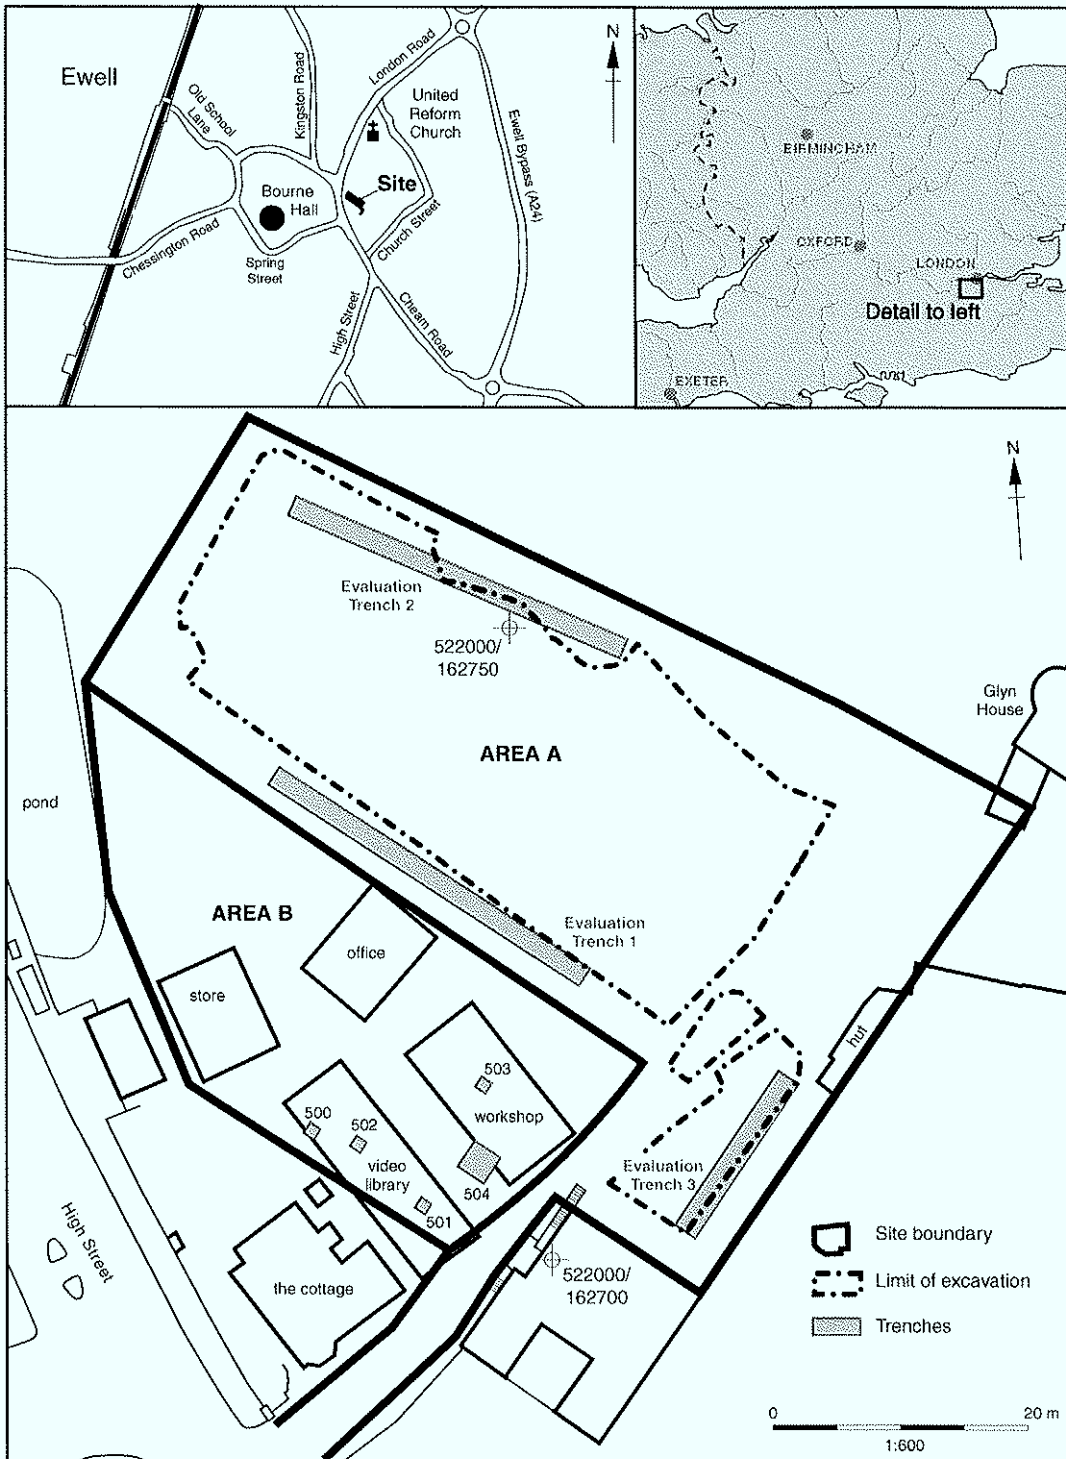 Ewell
Old School
Lane
Kingston Road
London Road
N
United
Reform
Church
Ewell Bypass (A24)
Bourne
Hall
Site
Church Street
Chessington Road
Spring
Street
High Street
Cheam Road
BIRMINGHAM
OXFORD
LONDON
Detail to left
EXETER
N
Evaluation
Trench 2
522000/
162750
Glyn
House
AREA A
pond
AREA B
Evaluation
Trench 1
office
store
hut
503
500
502
workshop
video
library
504
501
Evaluation
Trench 3
High Street
the cottage
522000/
162700
Site boundary
Limit of excavation
Trenches
0
20 m
1:600